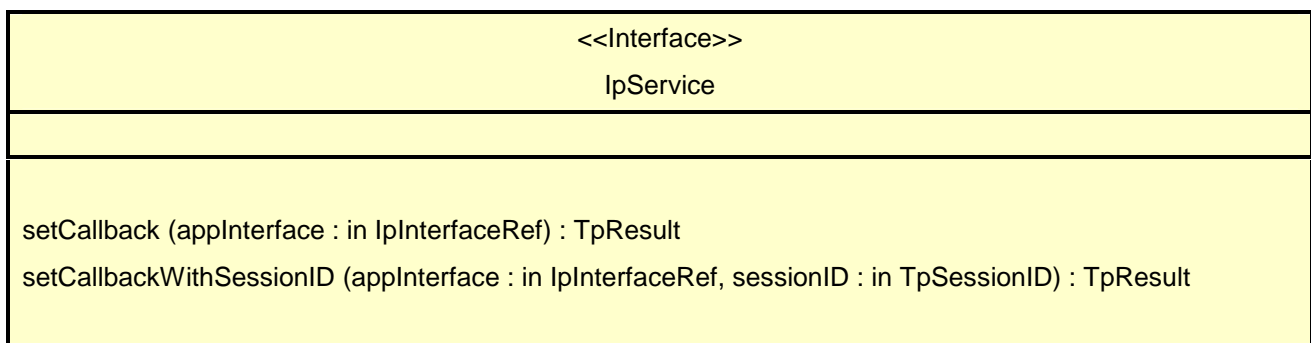 <<Interface>>
IpService
setCallback (appInterface : in IpInterfaceRef) : TpResult
setCallbackWithSessionID (appInterface : in IpInterfaceRef, sessionID : in TpSessionID) : TpResult